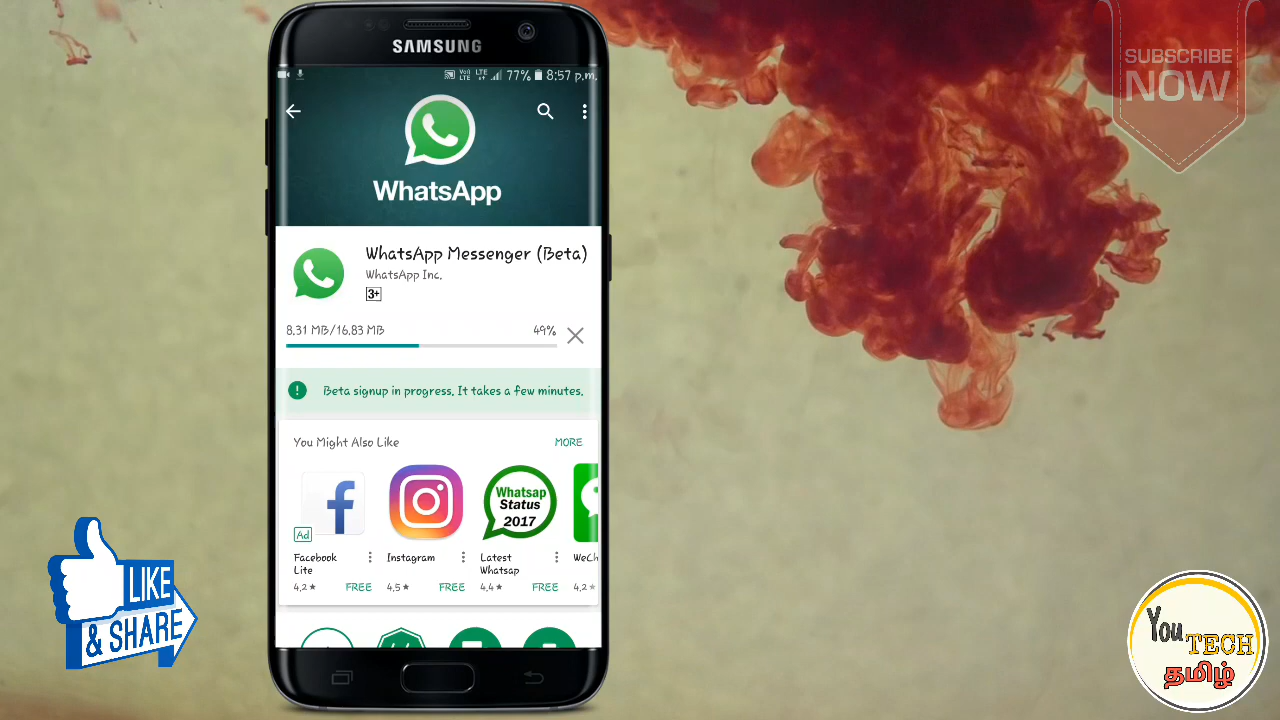 SAMSUNG
77% 8:57 p.m.
WhatsApp
WhatsApp Messenger (Beta)
WhatsApp Inc.
3+
8.31 MB/16.83 MB 49%
Beta signup in progress. It takes a few minutes.
You Might Also Like MORE
Whatsap
Status
2017
Ad
Facebook
Lite
Instagram
Latest
Whatsap
WeCh
4.2★ FREE 4.5★ FREE 4.4★ FREE 4.2★
SUBSCRIBE
NOW
LIKE
& SHARE
You
TECH
தமிழ்